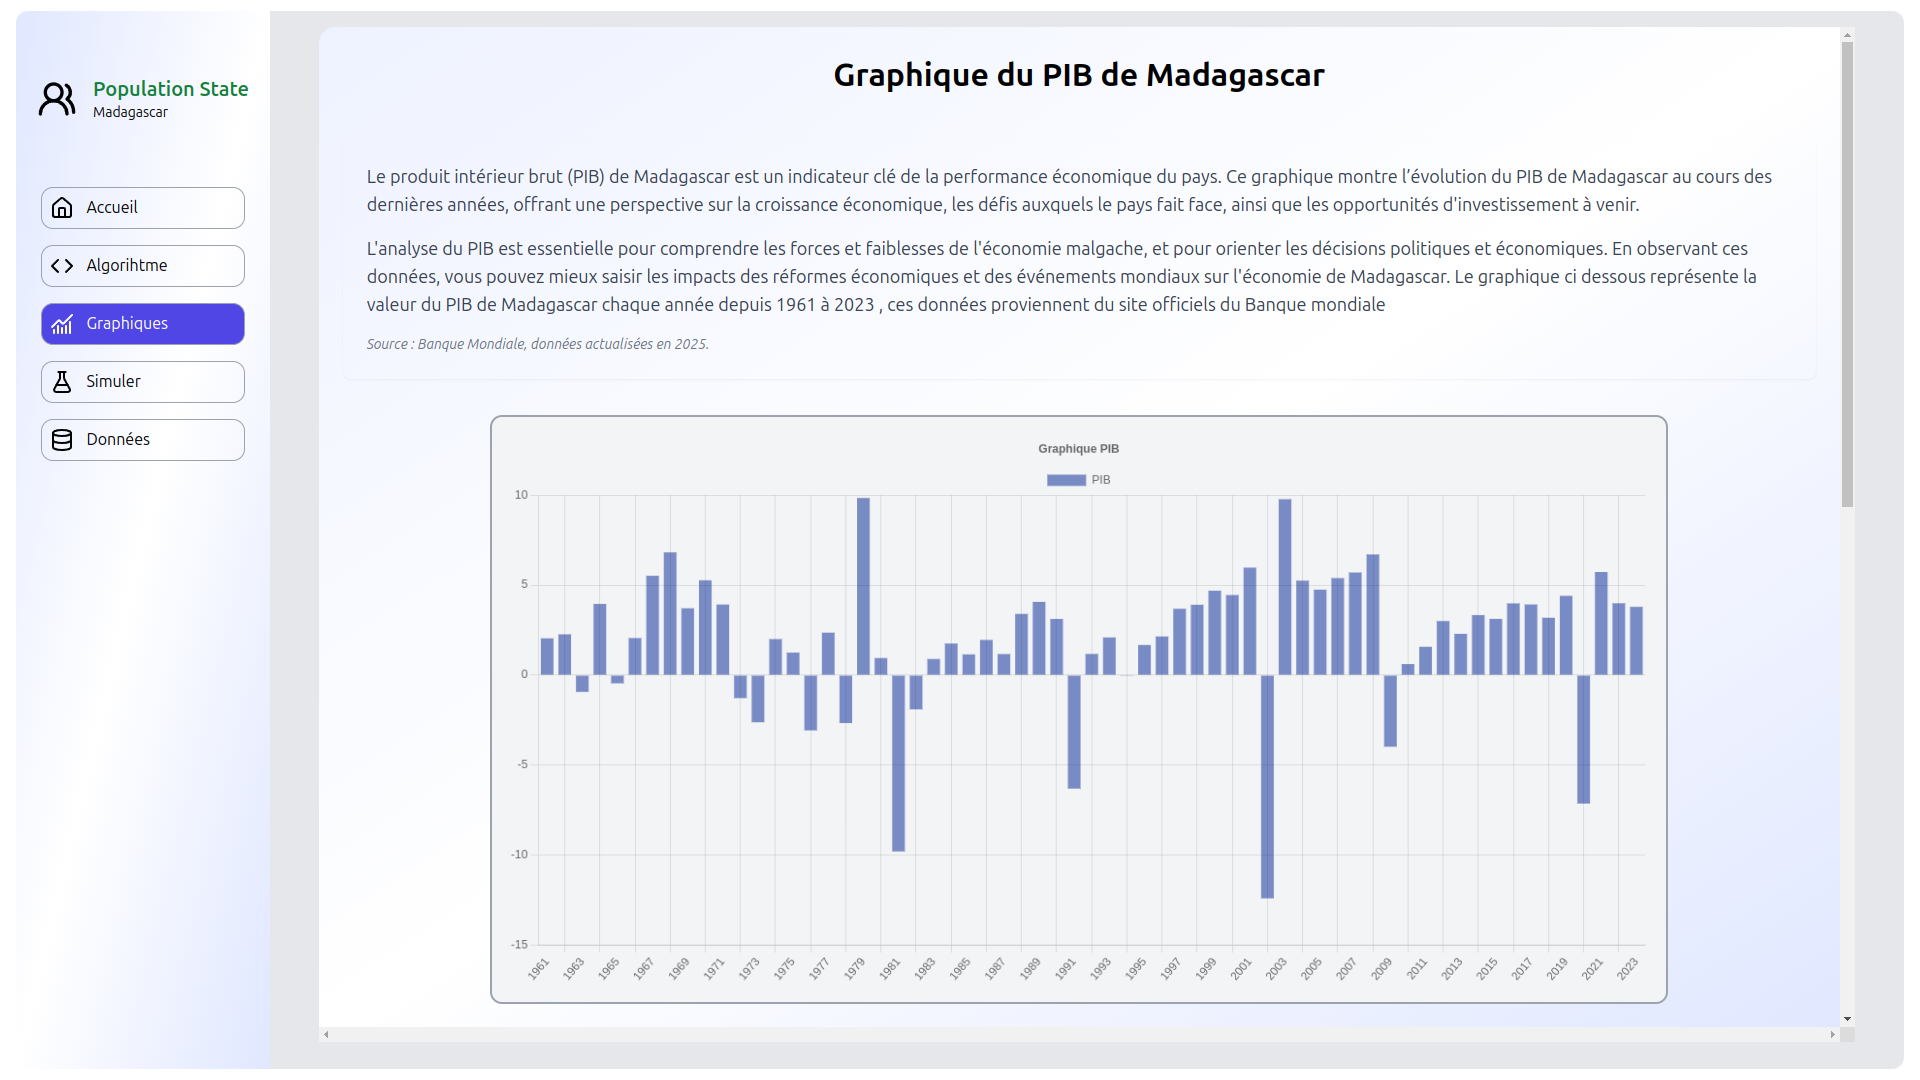 Population State
Madagascar
Accueil
Algorihtme
Graphiques
Simuler
Données
Graphique du PIB de Madagascar
Le produit intérieur brut (PIB) de Madagascar est un indicateur clé de la performance économique du pays. Ce graphique montre l’évolution du PIB de Madagascar au cours des
dernières années, offrant une perspective sur la croissance économique, les défis auxquels le pays fait face, ainsi que les opportunités d'investissement à venir.
L'analyse du PIB est essentielle pour comprendre les forces et faiblesses de l'économie malgache, et pour orienter les décisions politiques et économiques. En observant ces
données, vous pouvez mieux saisir les impacts des réformes économiques et des événements mondiaux sur l'économie de Madagascar. Le graphique ci dessous représente la
valeur du PIB de Madagascar chaque année depuis 1961 à 2023 , ces données proviennent du site officiels du Banque mondiale
Source : Banque Mondiale, données actualisées en 2025.
Graphique PIB
PIB
10
5
0
-5
-10
-15
1961 1963 1965 1967 1969 1971 1973 1975 1977 1979 1981 1983 1985 1987 1989 1991 1993 1995 1997 1999 2001 2003 2005 2007 2009 2011 2013 2015 2017 2019 2021 2023